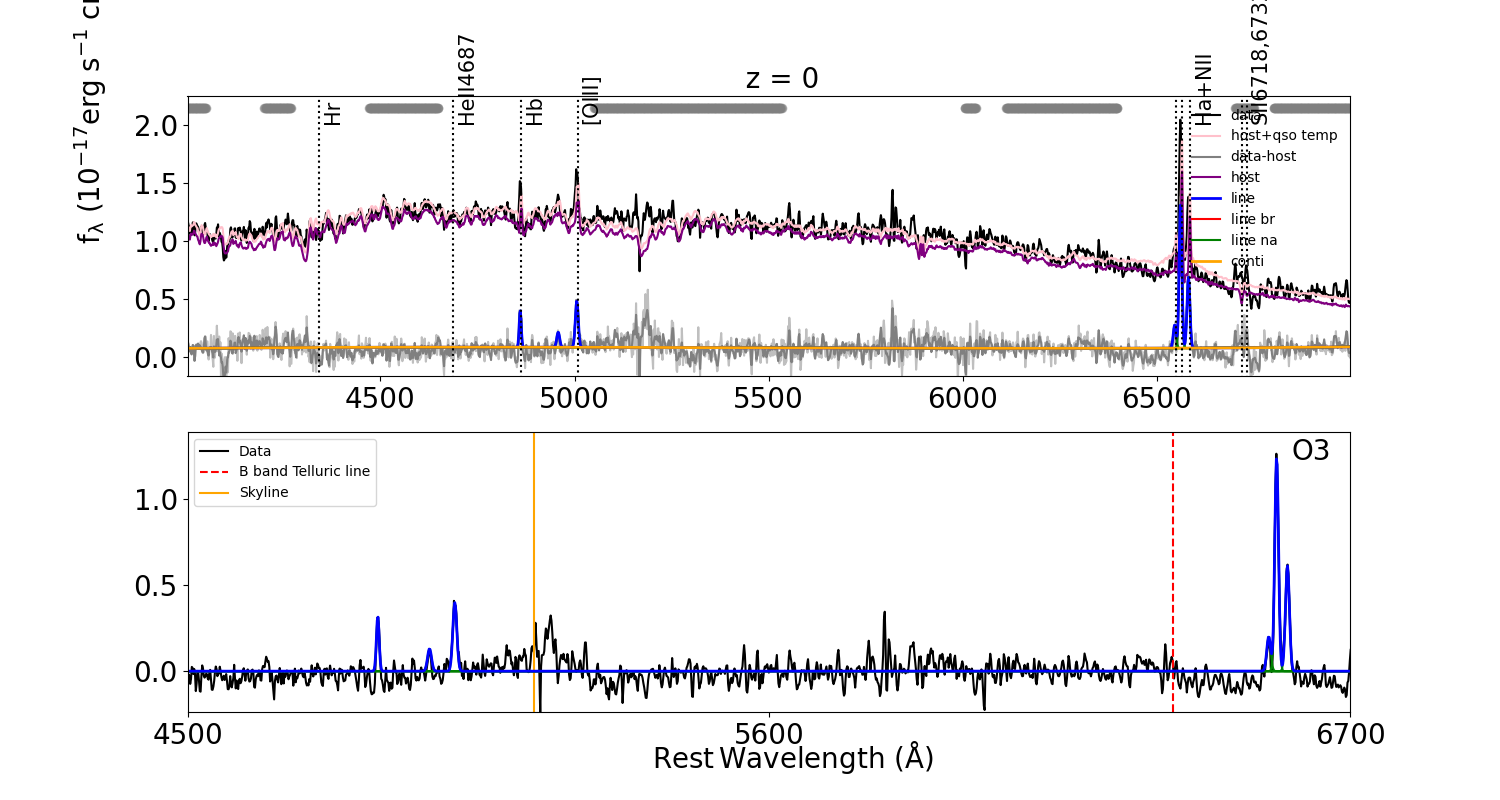 z = 0
f_λ (10^−17 erg s^−1 c
Hr
HeII4687
Hb
[OIII]
Ha+NII
SII6718,673
data
host+qso temp
data-host
host
line
line br
line na
conti
2.0
1.5
1.0
0.5
0.0
4500 5000 5500 6000 6500
Data
B band Telluric line
Skyline
O3
1.0
0.5
0.0
4500 5600 6700
Rest Wavelength (Å)